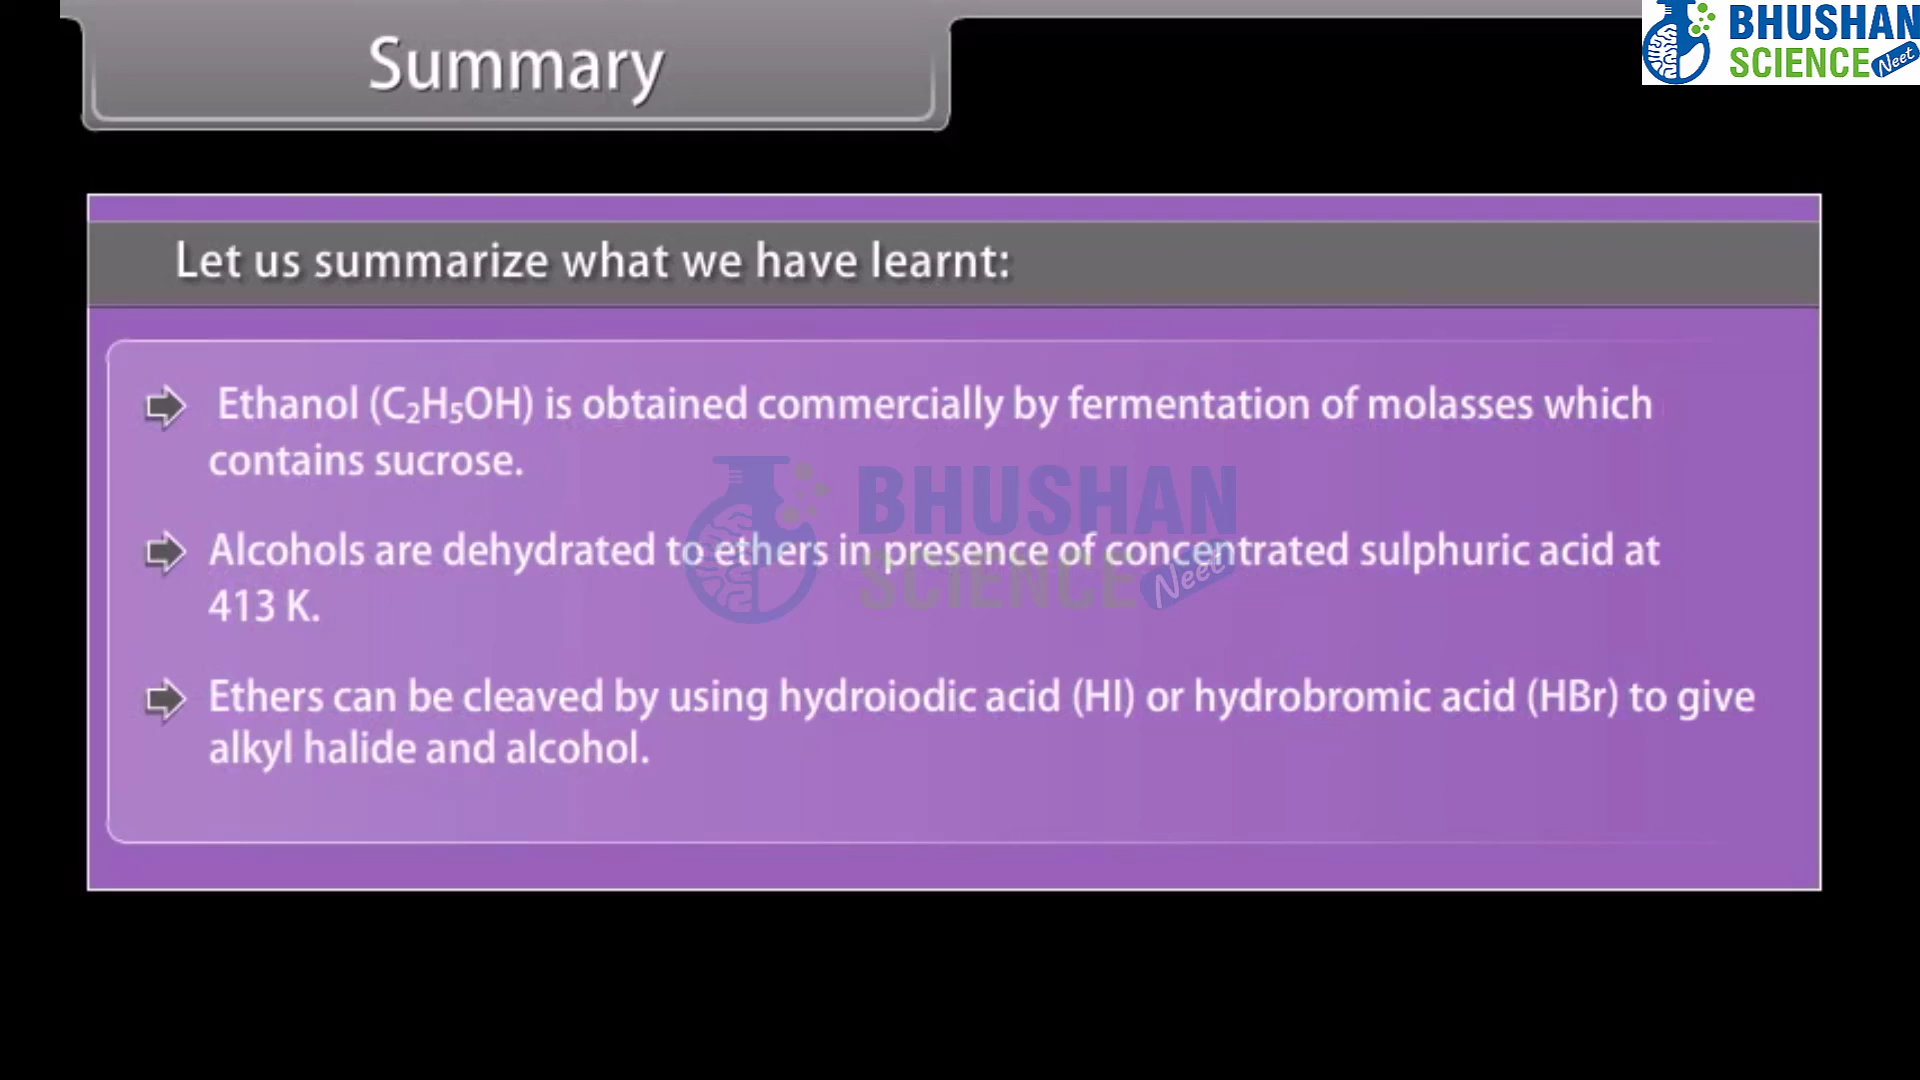 Summary
BHUSHAN
SCIENCE Neet
Let us summarize what we have learnt:
Ethanol (C₂H₅OH) is obtained commercially by fermentation of molasses which
contains sucrose.
BHUSHAN
SCIENCE Neet
Alcohols are dehydrated to ethers in presence of concentrated sulphuric acid at
413 K.
Ethers can be cleaved by using hydroiodic acid (HI) or hydrobromic acid (HBr) to give
alkyl halide and alcohol.